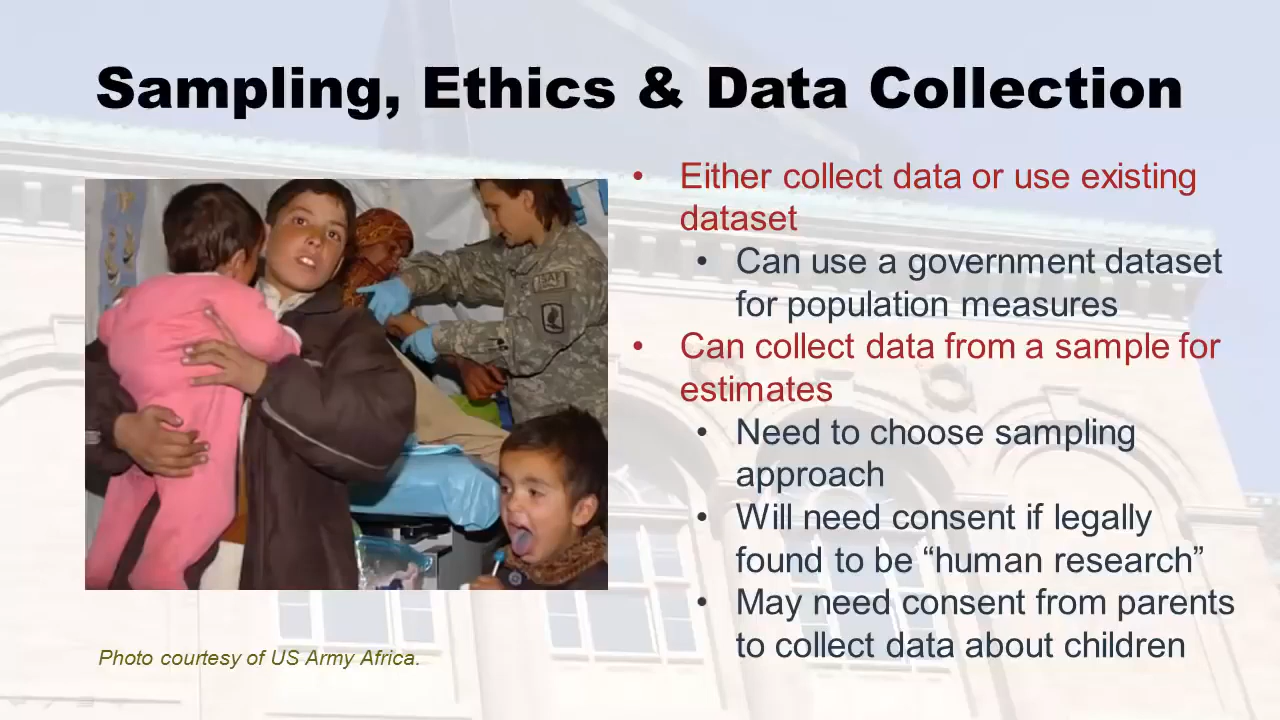 Sampling, Ethics & Data Collection
• Either collect data or use existing
dataset
• Can use a government dataset
for population measures
• Can collect data from a sample for
estimates
• Need to choose sampling
approach
• Will need consent if legally
found to be “human research”
• May need consent from parents
to collect data about children
ISAF
Photo courtesy of US Army Africa.